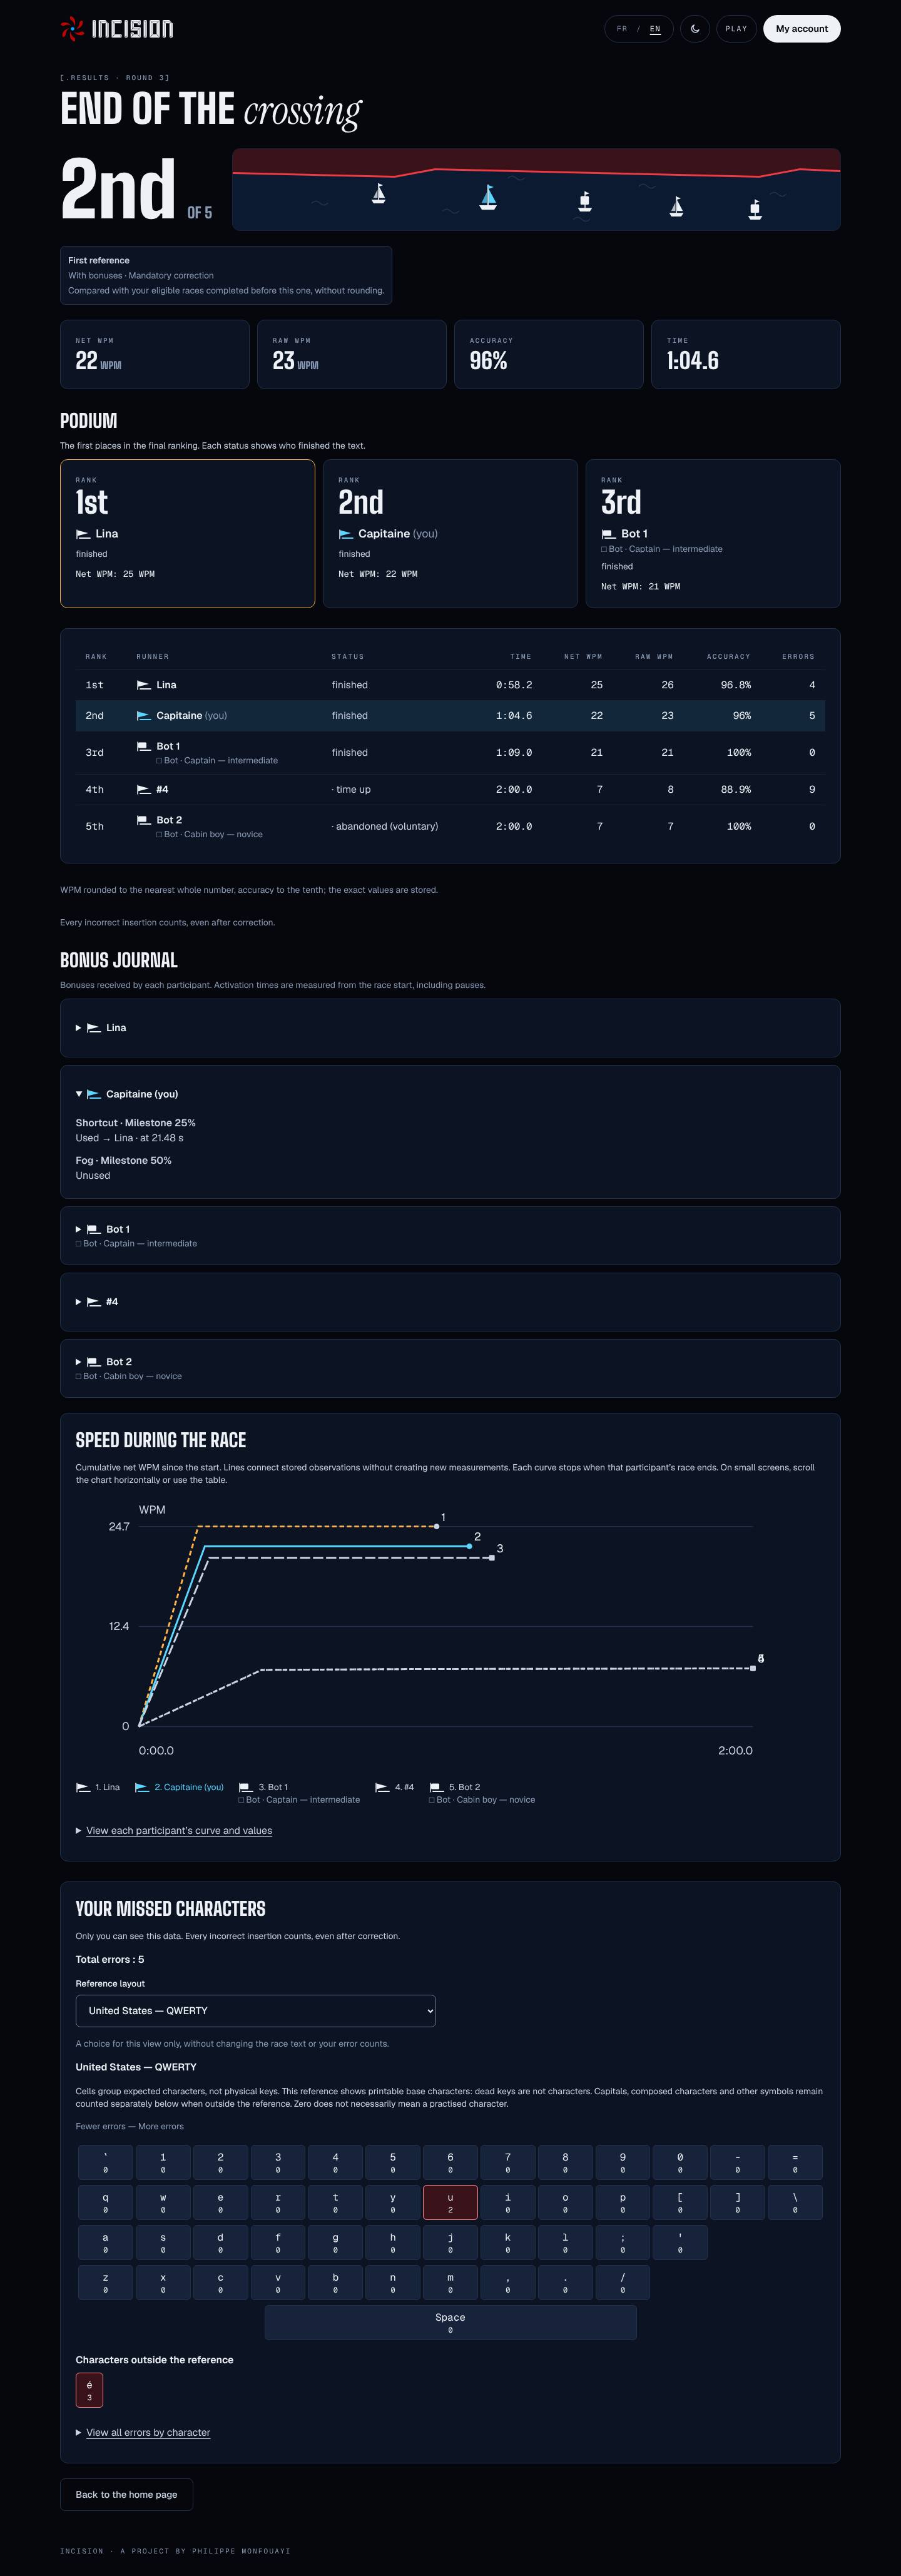 INCISION
FR / EN
PLAY
My account
[.RESULTS · ROUND 3]
END OF THE crossing
2nd OF 5
First reference
With bonuses · Mandatory correction
Compared with your eligible races completed before this one, without rounding.
NET WPM
22 WPM
RAW WPM
23 WPM
ACCURACY
96%
TIME
1:04.6
PODIUM
The first places in the final ranking. Each status shows who finished the text.
RANK
1st
Lina
finished
Net WPM: 25 WPM
RANK
2nd
Capitaine (you)
finished
Net WPM: 22 WPM
RANK
3rd
Bot 1
□ Bot · Captain — intermediate
finished
Net WPM: 21 WPM
RANK RUNNER STATUS TIME NET WPM RAW WPM ACCURACY ERRORS
1st Lina finished 0:58.2 25 26 96.8% 4
2nd Capitaine (you) finished 1:04.6 22 23 96% 5
3rd Bot 1 finished 1:09.0 21 21 100% 0
□ Bot · Captain — intermediate
4th #4 · time up 2:00.0 7 8 88.9% 9
5th Bot 2 · abandoned (voluntary) 2:00.0 7 7 100% 0
□ Bot · Cabin boy — novice
WPM rounded to the nearest whole number, accuracy to the tenth; the exact values are stored.
Every incorrect insertion counts, even after correction.
BONUS JOURNAL
Bonuses received by each participant. Activation times are measured from the race start, including pauses.
▶ Lina
▼ Capitaine (you)
Shortcut · Milestone 25%
Used → Lina · at 21.48 s
Fog · Milestone 50%
Unused
▶ Bot 1
□ Bot · Captain — intermediate
▶ #4
▶ Bot 2
□ Bot · Cabin boy — novice
SPEED DURING THE RACE
Cumulative net WPM since the start. Lines connect stored observations without creating new measurements. Each curve stops when that participant's race ends. On small screens, scroll
the chart horizontally or use the table.
WPM
24.7
12.4
0
0:00.0 2:00.0
1
2
3
1. Lina
2. Capitaine (you)
3. Bot 1
□ Bot · Captain — intermediate
4. #4
5. Bot 2
□ Bot · Cabin boy — novice
▶ View each participant's curve and values
YOUR MISSED CHARACTERS
Only you can see this data. Every incorrect insertion counts, even after correction.
Total errors : 5
Reference layout
United States — QWERTY
A choice for this view only, without changing the race text or your error counts.
United States — QWERTY
Cells group expected characters, not physical keys. This reference shows printable base characters: dead keys are not characters. Capitals, composed characters and other symbols remain
counted separately below when outside the reference. Zero does not necessarily mean a practised character.
Fewer errors — More errors
` 1 2 3 4 5 6 7 8 9 0 - =
0 0 0 0 0 0 0 0 0 0 0 0 0
q w e r t y u i o p [ ] \
0 0 0 0 0 0 2 0 0 0 0 0 0
a s d f g h j k l ; '
0 0 0 0 0 0 0 0 0 0 0
z x c v b n m , . /
0 0 0 0 0 0 0 0 0 0
Space
0
Characters outside the reference
é
3
▶ View all errors by character
Back to the home page
INCISION · A PROJECT BY PHILIPPE MONFOUAYI